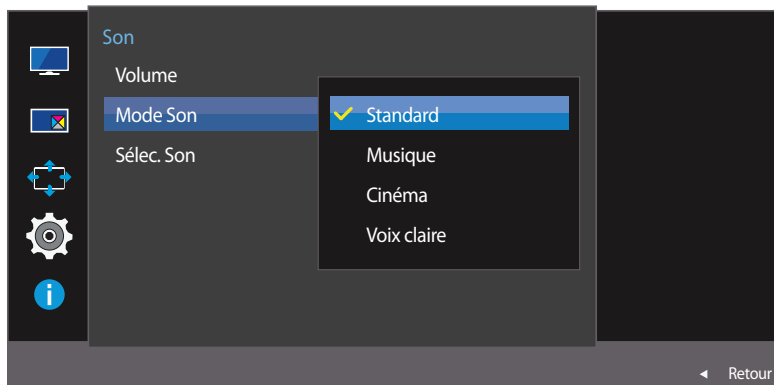 Son
Volume
Mode Son
Sélec. Son
Standard
Musique
Cinéma
Voix claire
Retour